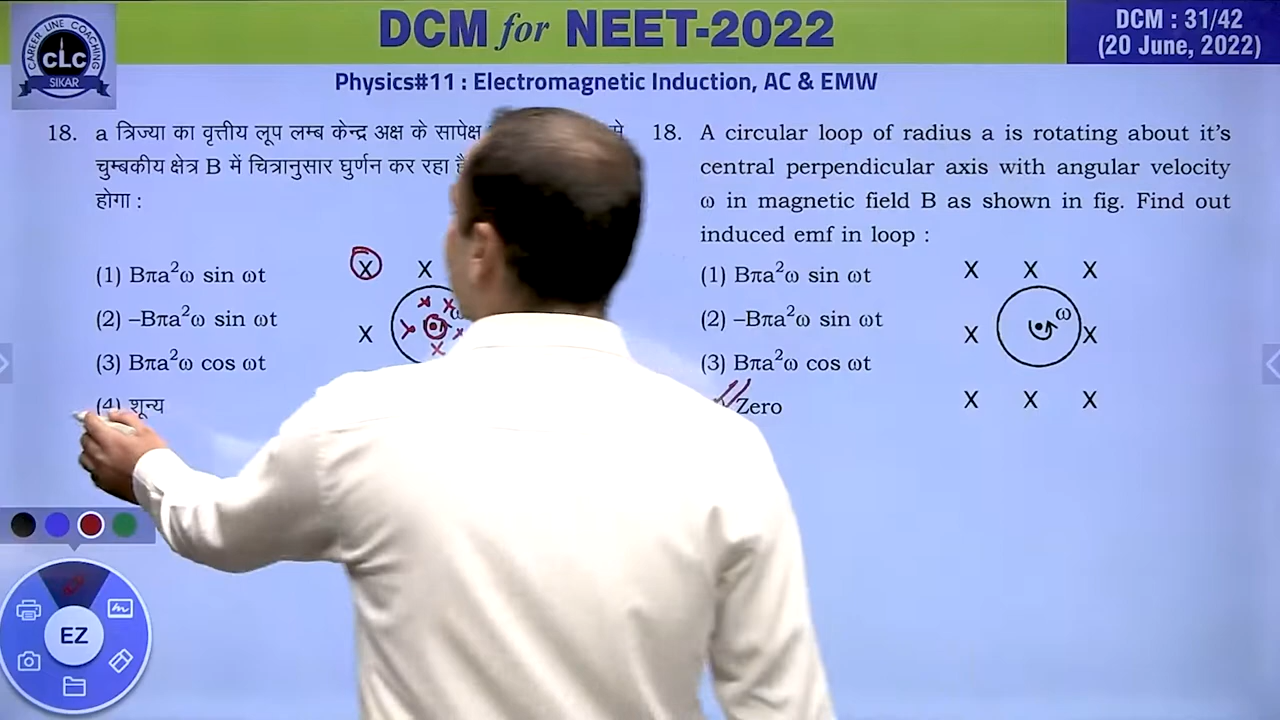 CAREER LINE COACHING
CLC
SIKAR
DCM for NEET-2022
DCM : 31/42
(20 June, 2022)
Physics#11 : Electromagnetic Induction, AC & EMW
18. a त्रिज्या का वृत्तीय लूप लम्ब केन्द्र अक्ष के सापेक्ष से
चुम्बकीय क्षेत्र B में चित्रानुसार घुर्णन कर रहा
होगा :
(1) Bπa²ω sin ωt
(2) –Bπa²ω sin ωt
(3) Bπa²ω cos ωt
(4) शून्य
X X
X
x x
x x
x
ω
18. A circular loop of radius a is rotating about it's
central perpendicular axis with angular velocity
ω in magnetic field B as shown in fig. Find out
induced emf in loop :
(1) Bπa²ω sin ωt
(2) –Bπa²ω sin ωt
(3) Bπa²ω cos ωt
Zero
X X X
ω
X X
X X X
EZ